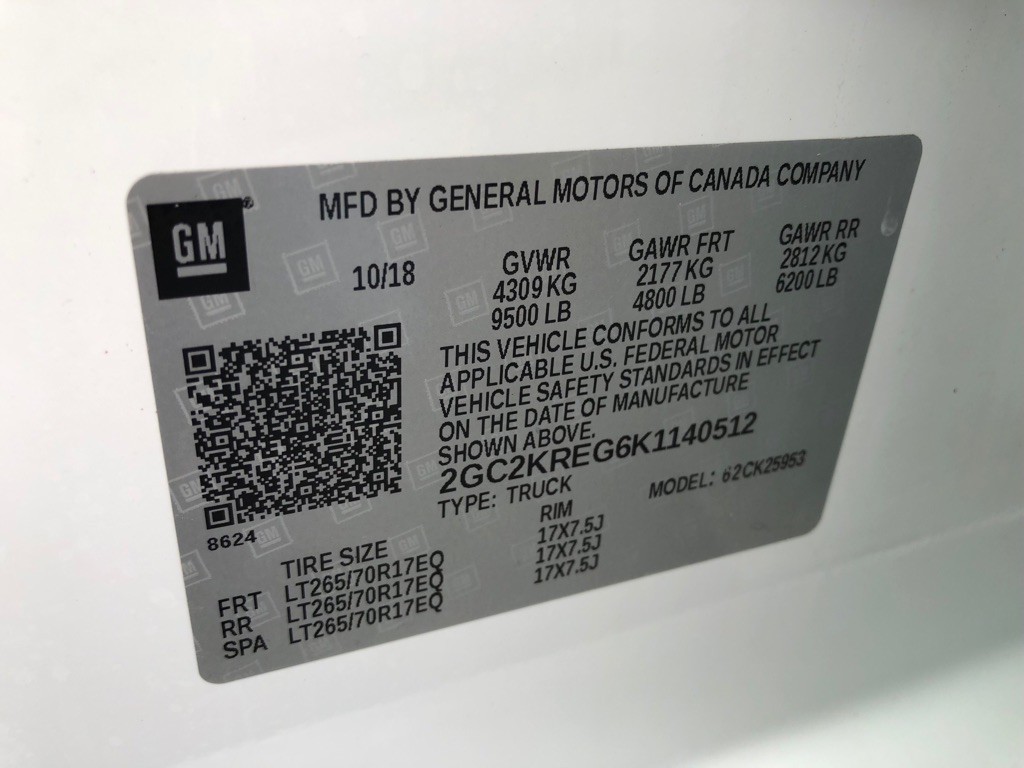 GM
MFD BY GENERAL MOTORS OF CANADA COMPANY
10/18
GVWR GAWR FRT GAWR RR
4309 KG 2177 KG 2812 KG
9500 LB 4800 LB 6200 LB
THIS VEHICLE CONFORMS TO ALL
APPLICABLE U.S. FEDERAL MOTOR
VEHICLE SAFETY STANDARDS IN EFFECT
ON THE DATE OF MANUFACTURE
SHOWN ABOVE.
2GC2KREG6K1140512
TYPE: TRUCK MODEL: 62CK25953
8624
TIRE SIZE RIM
FRT LT265/70R17EQ 17X7.5J
RR LT265/70R17EQ 17X7.5J
SPA LT265/70R17EQ 17X7.5J